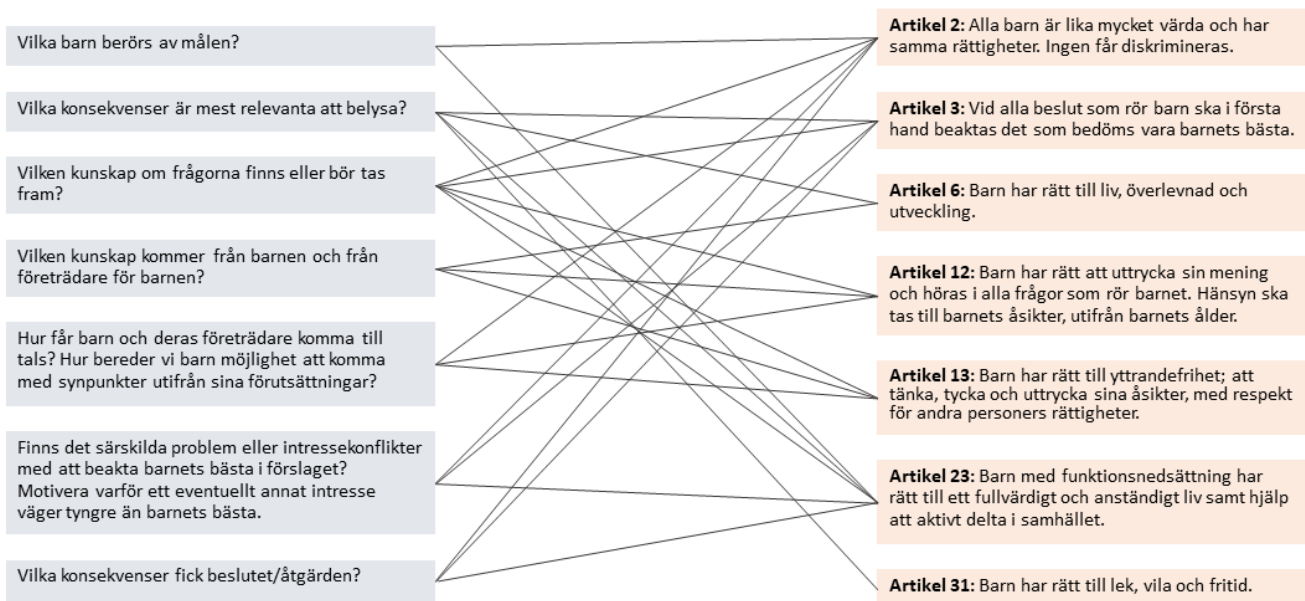 Vilka barn berörs av målen?
Vilka konsekvenser är mest relevanta att belysa?
Vilken kunskap om frågorna finns eller bör tas
fram?
Vilken kunskap kommer från barnen och från
företrädare för barnen?
Hur får barn och deras företrädare komma till
tals? Hur bereder vi barn möjlighet att komma
med synpunkter utifrån sina förutsättningar?
Finns det särskilda problem eller intressekonflikter
med att beakta barnets bästa i förslaget?
Motivera varför ett eventuellt annat intresse
väger tyngre än barnets bästa.
Vilka konsekvenser fick beslutet/åtgärden?
Artikel 2: Alla barn är lika mycket värda och har
samma rättigheter. Ingen får diskrimineras.
Artikel 3: Vid alla beslut som rör barn ska i första
hand beaktas det som bedöms vara barnets bästa.
Artikel 6: Barn har rätt till liv, överlevnad och
utveckling.
Artikel 12: Barn har rätt att uttrycka sin mening
och höras i alla frågor som rör barnet. Hänsyn ska
tas till barnets åsikter, utifrån barnets ålder.
Artikel 13: Barn har rätt till yttrandefrihet; att
tänka, tycka och uttrycka sina åsikter, med respekt
för andra personers rättigheter.
Artikel 23: Barn med funktionsnedsättning har
rätt till ett fullvärdigt och anständigt liv samt hjälp
att aktivt delta i samhället.
Artikel 31: Barn har rätt till lek, vila och fritid.